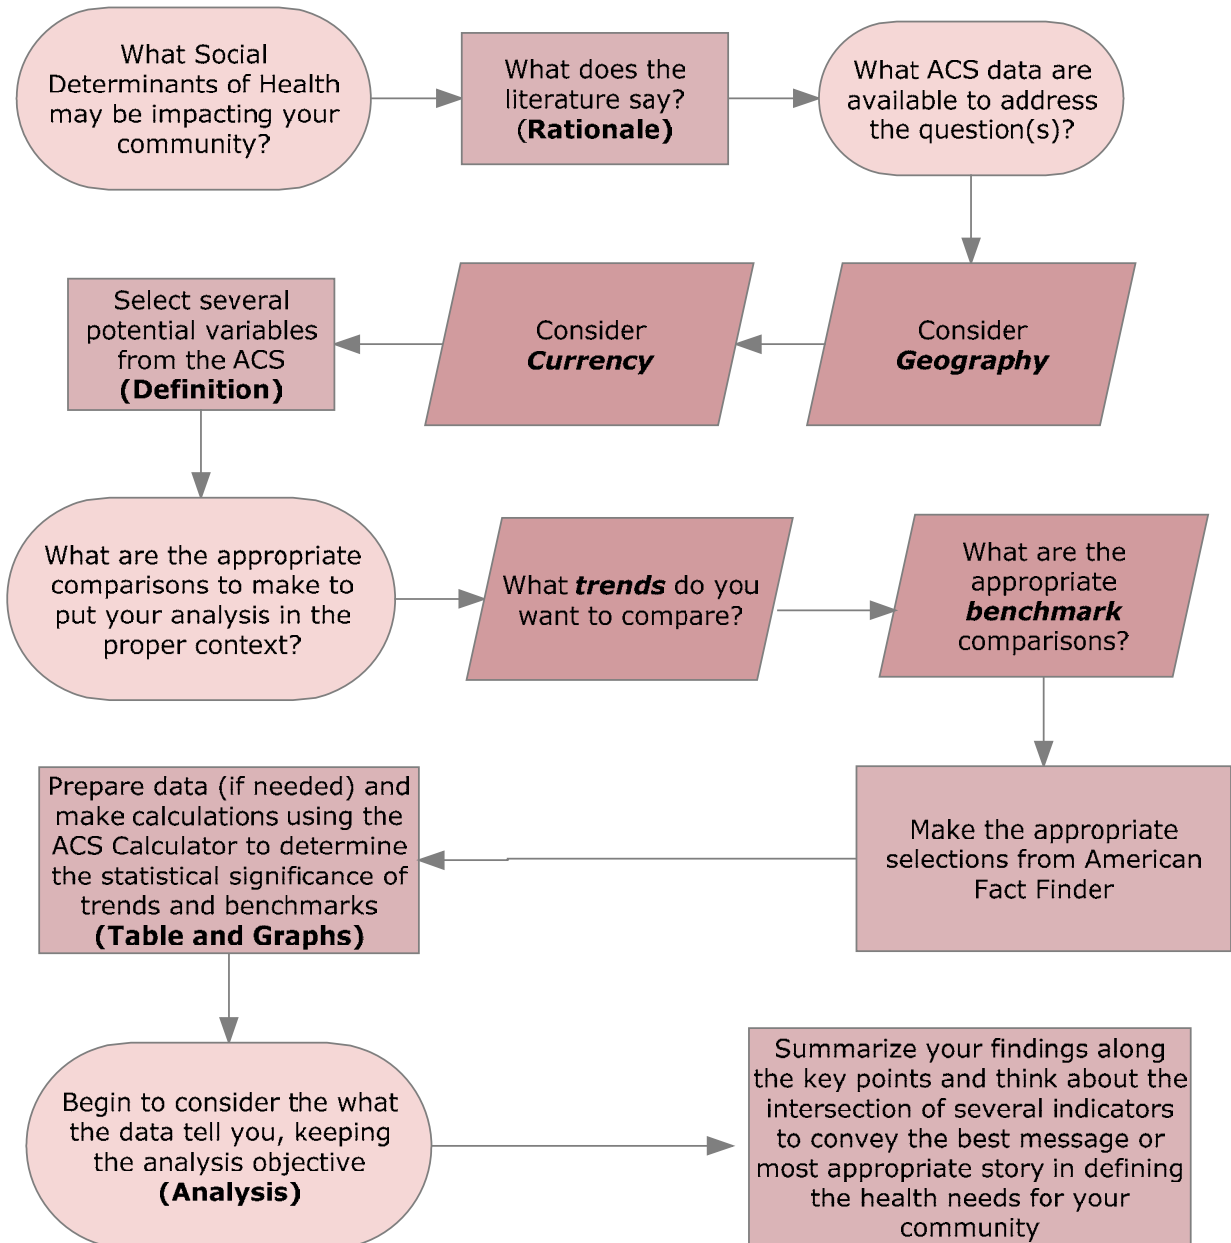 What Social
Determinants of Health
may be impacting your
community?
What does the
literature say?
(Rationale)
What ACS data are
available to address
the question(s)?
Consider
Geography
Consider
Currency
Select several
potential variables
from the ACS
(Definition)
What are the appropriate
comparisons to make to
put your analysis in the
proper context?
What trends do you
want to compare?
What are the
appropriate
benchmark
comparisons?
Make the appropriate
selections from American
Fact Finder
Prepare data (if needed) and
make calculations using the
ACS Calculator to determine
the statistical significance of
trends and benchmarks
(Table and Graphs)
Begin to consider the what
the data tell you, keeping
the analysis objective
(Analysis)
Summarize your findings along
the key points and think about the
intersection of several indicators
to convey the best message or
most appropriate story in defining
the health needs for your
community